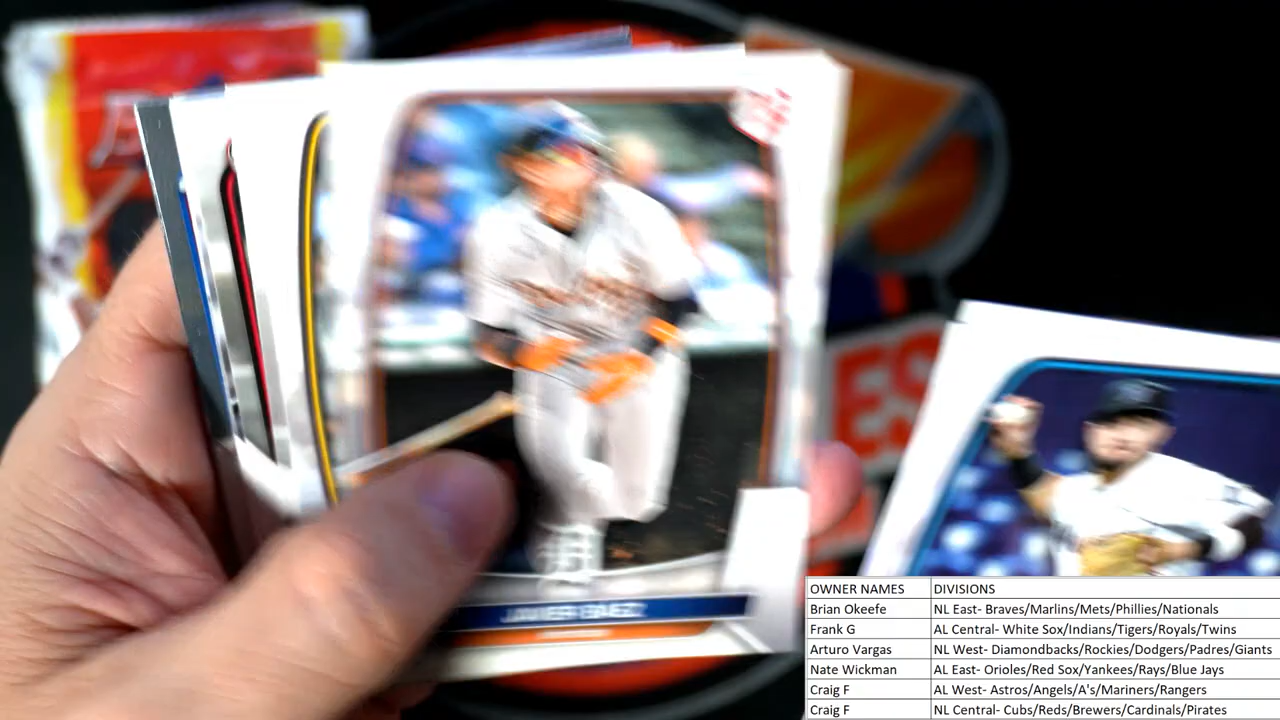 JAVIER BAEZ
ES
OWNER NAMES DIVISIONS
Brian Okeefe NL East- Braves/Marlins/Mets/Phillies/Nationals
Frank G AL Central- White Sox/Indians/Tigers/Royals/Twins
Arturo Vargas NL West- Diamondbacks/Rockies/Dodgers/Padres/Giants
Nate Wickman AL East- Orioles/Red Sox/Yankees/Rays/Blue Jays
Craig F AL West- Astros/Angels/A's/Mariners/Rangers
Craig F NL Central- Cubs/Reds/Brewers/Cardinals/Pirates